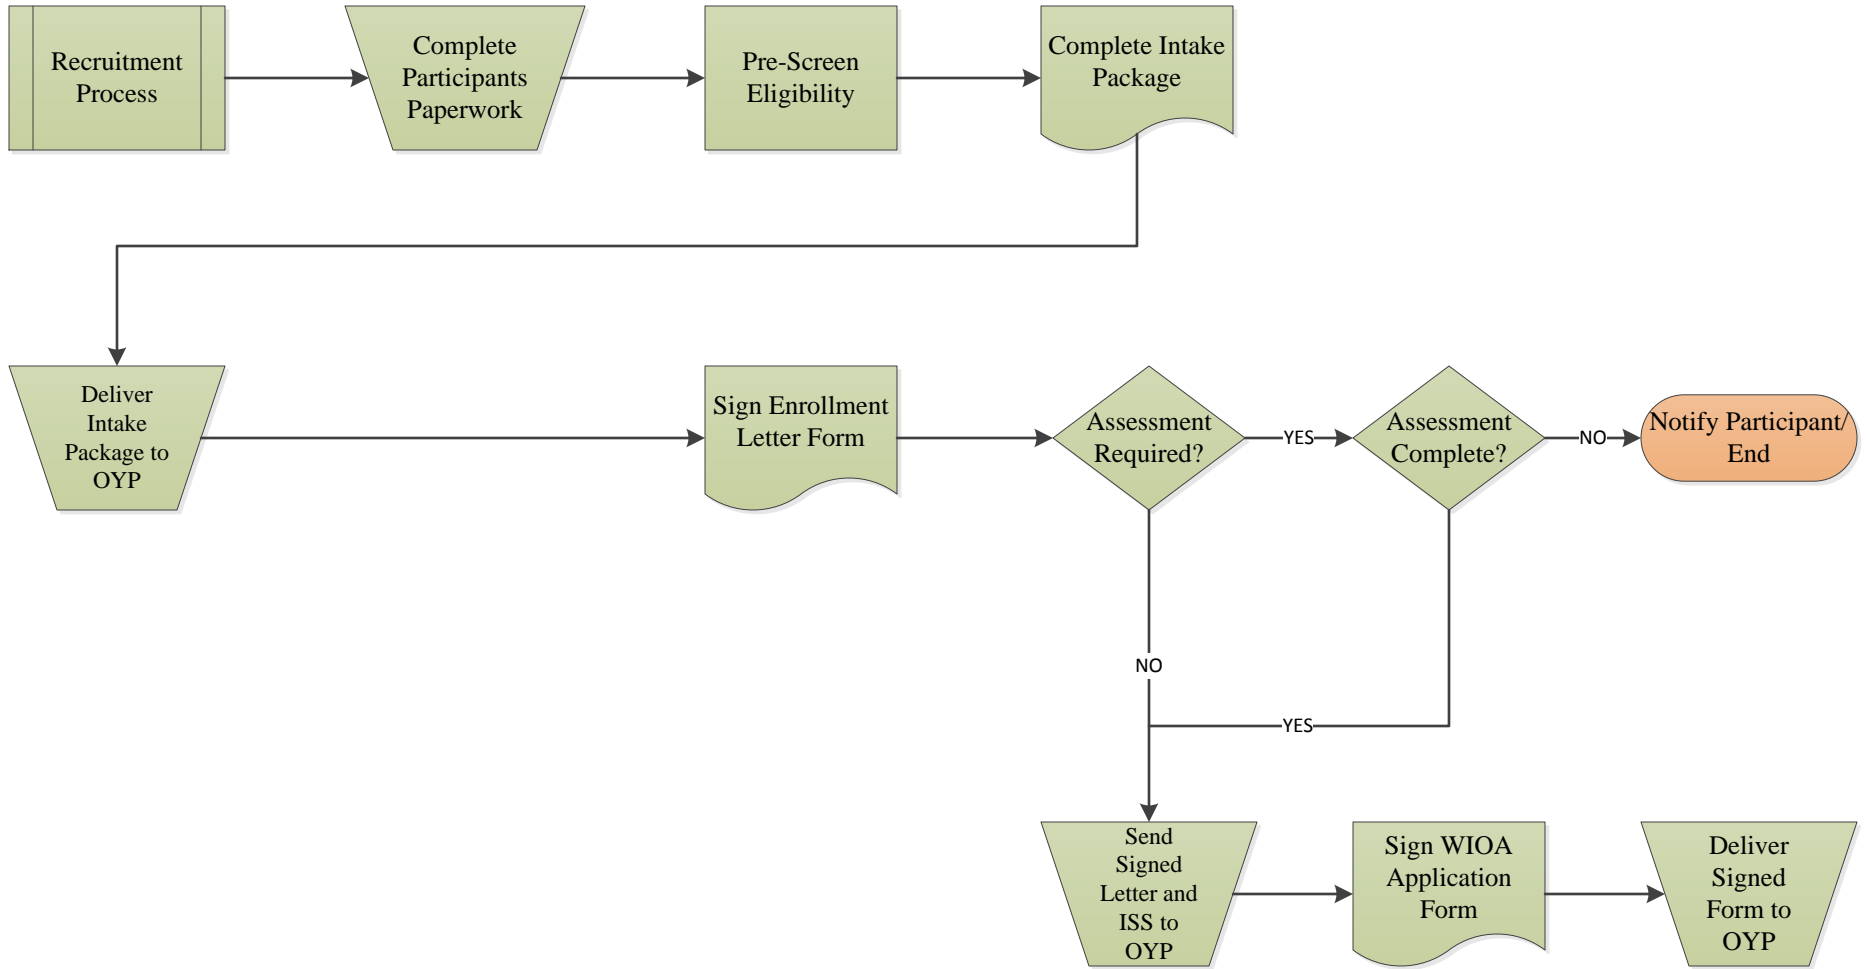 Recruitment
Process
Complete
Participants
Paperwork
Pre-Screen
Eligibility
Complete Intake
Package
Deliver
Intake
Package to
OYP
Sign Enrollment
Letter Form
Assessment
Required?
YES
Assessment
Complete?
NO
Notify Participant/
End
NO
YES
Send
Signed
Letter and
ISS to
OYP
Sign WIOA
Application
Form
Deliver
Signed
Form to
OYP